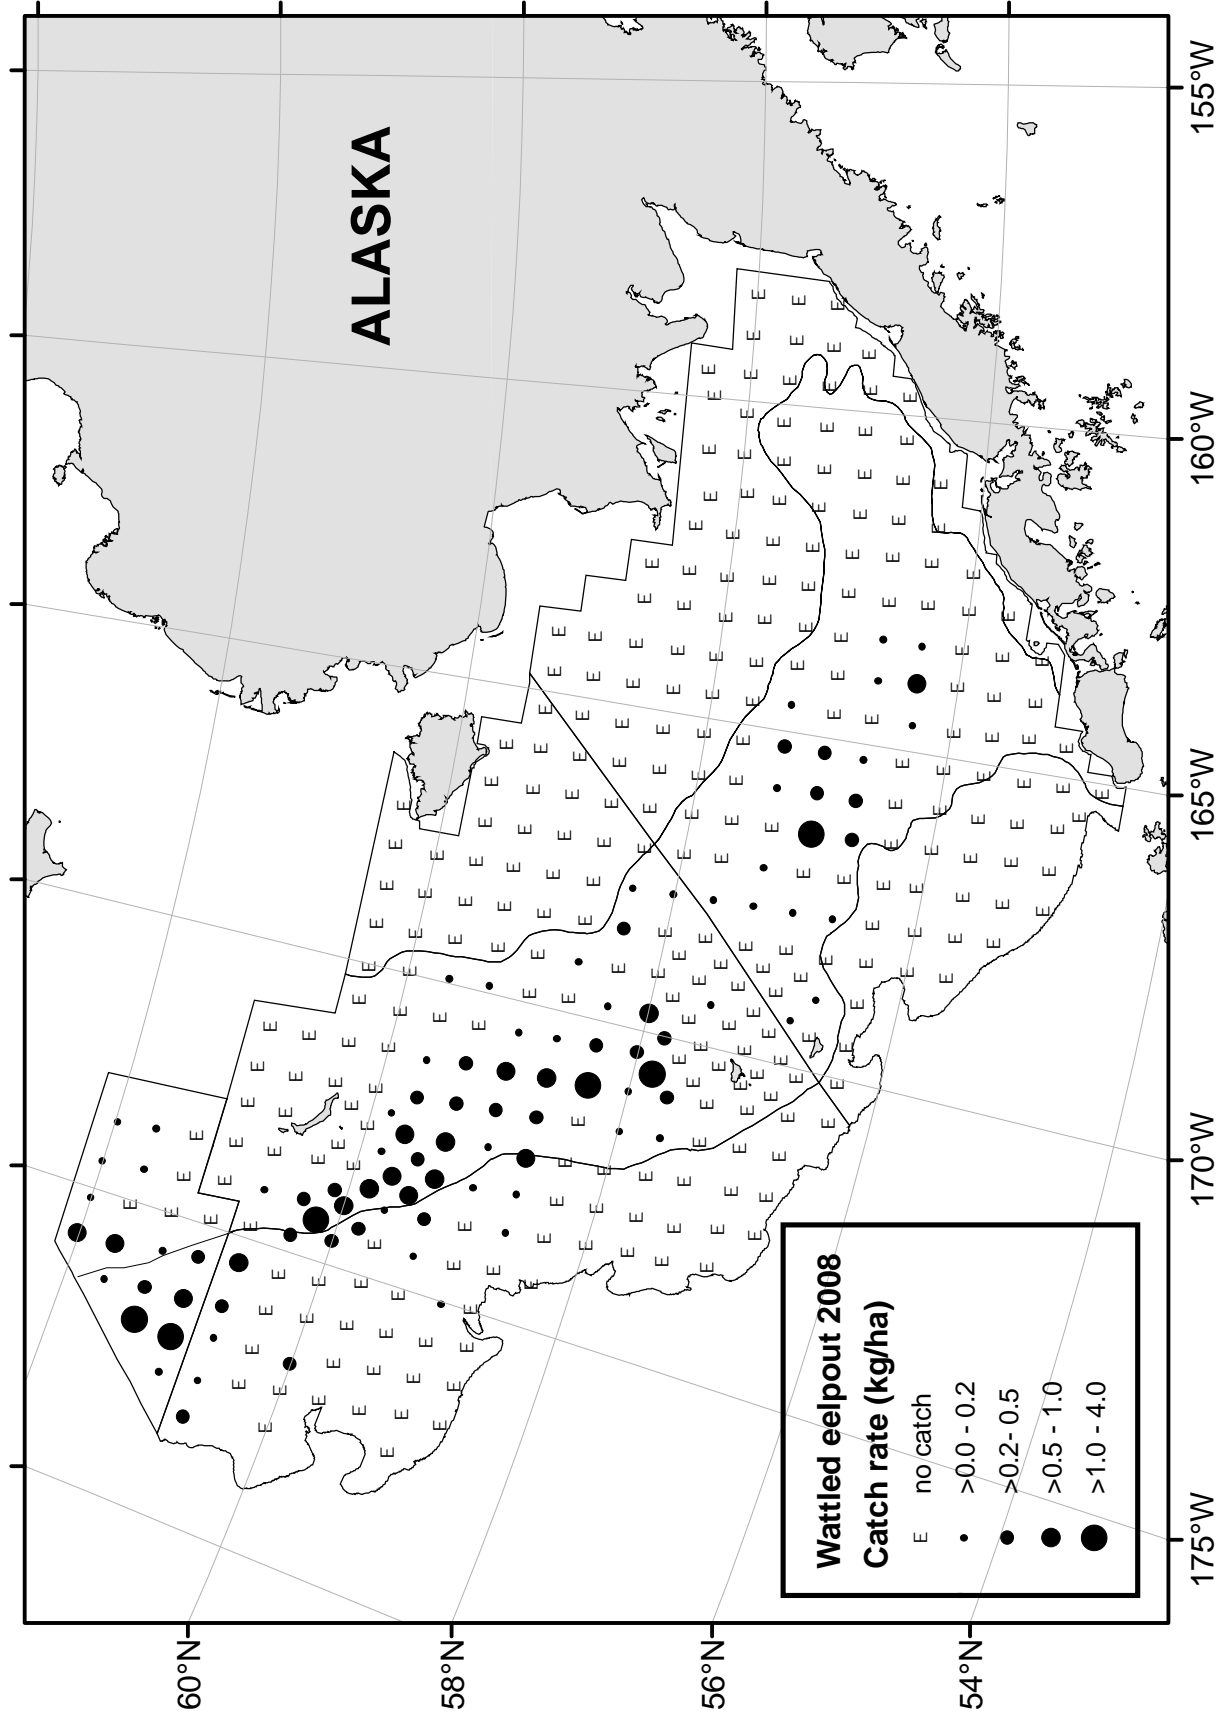 ALASKA
60°N
58°N
56°N
54°N
175°W
170°W
165°W
160°W
155°W
Wattled eelpout 2008
Catch rate (kg/ha)
E no catch
>0.0 - 0.2
>0.2- 0.5
>0.5 - 1.0
>1.0 - 4.0